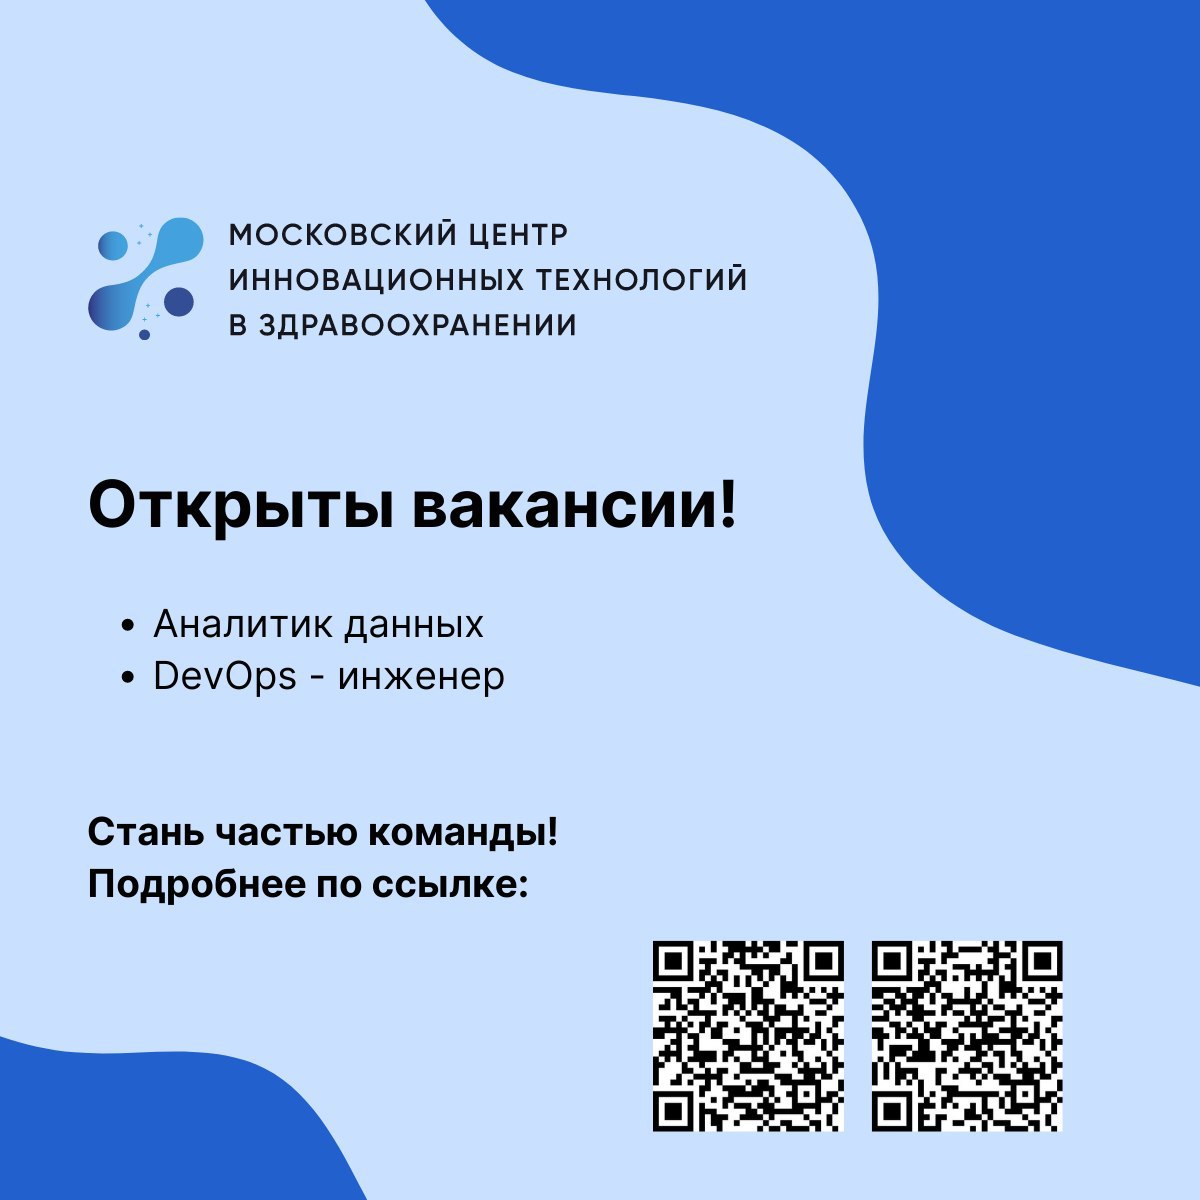 МОСКОВСКИЙ ЦЕНТР
ИННОВАЦИОННЫХ ТЕХНОЛОГИЙ
В ЗДРАВООХРАНЕНИИ
Открыты вакансии!
• Аналитик данных
• DevOps - инженер
Стань частью команды!
Подробнее по ссылке: